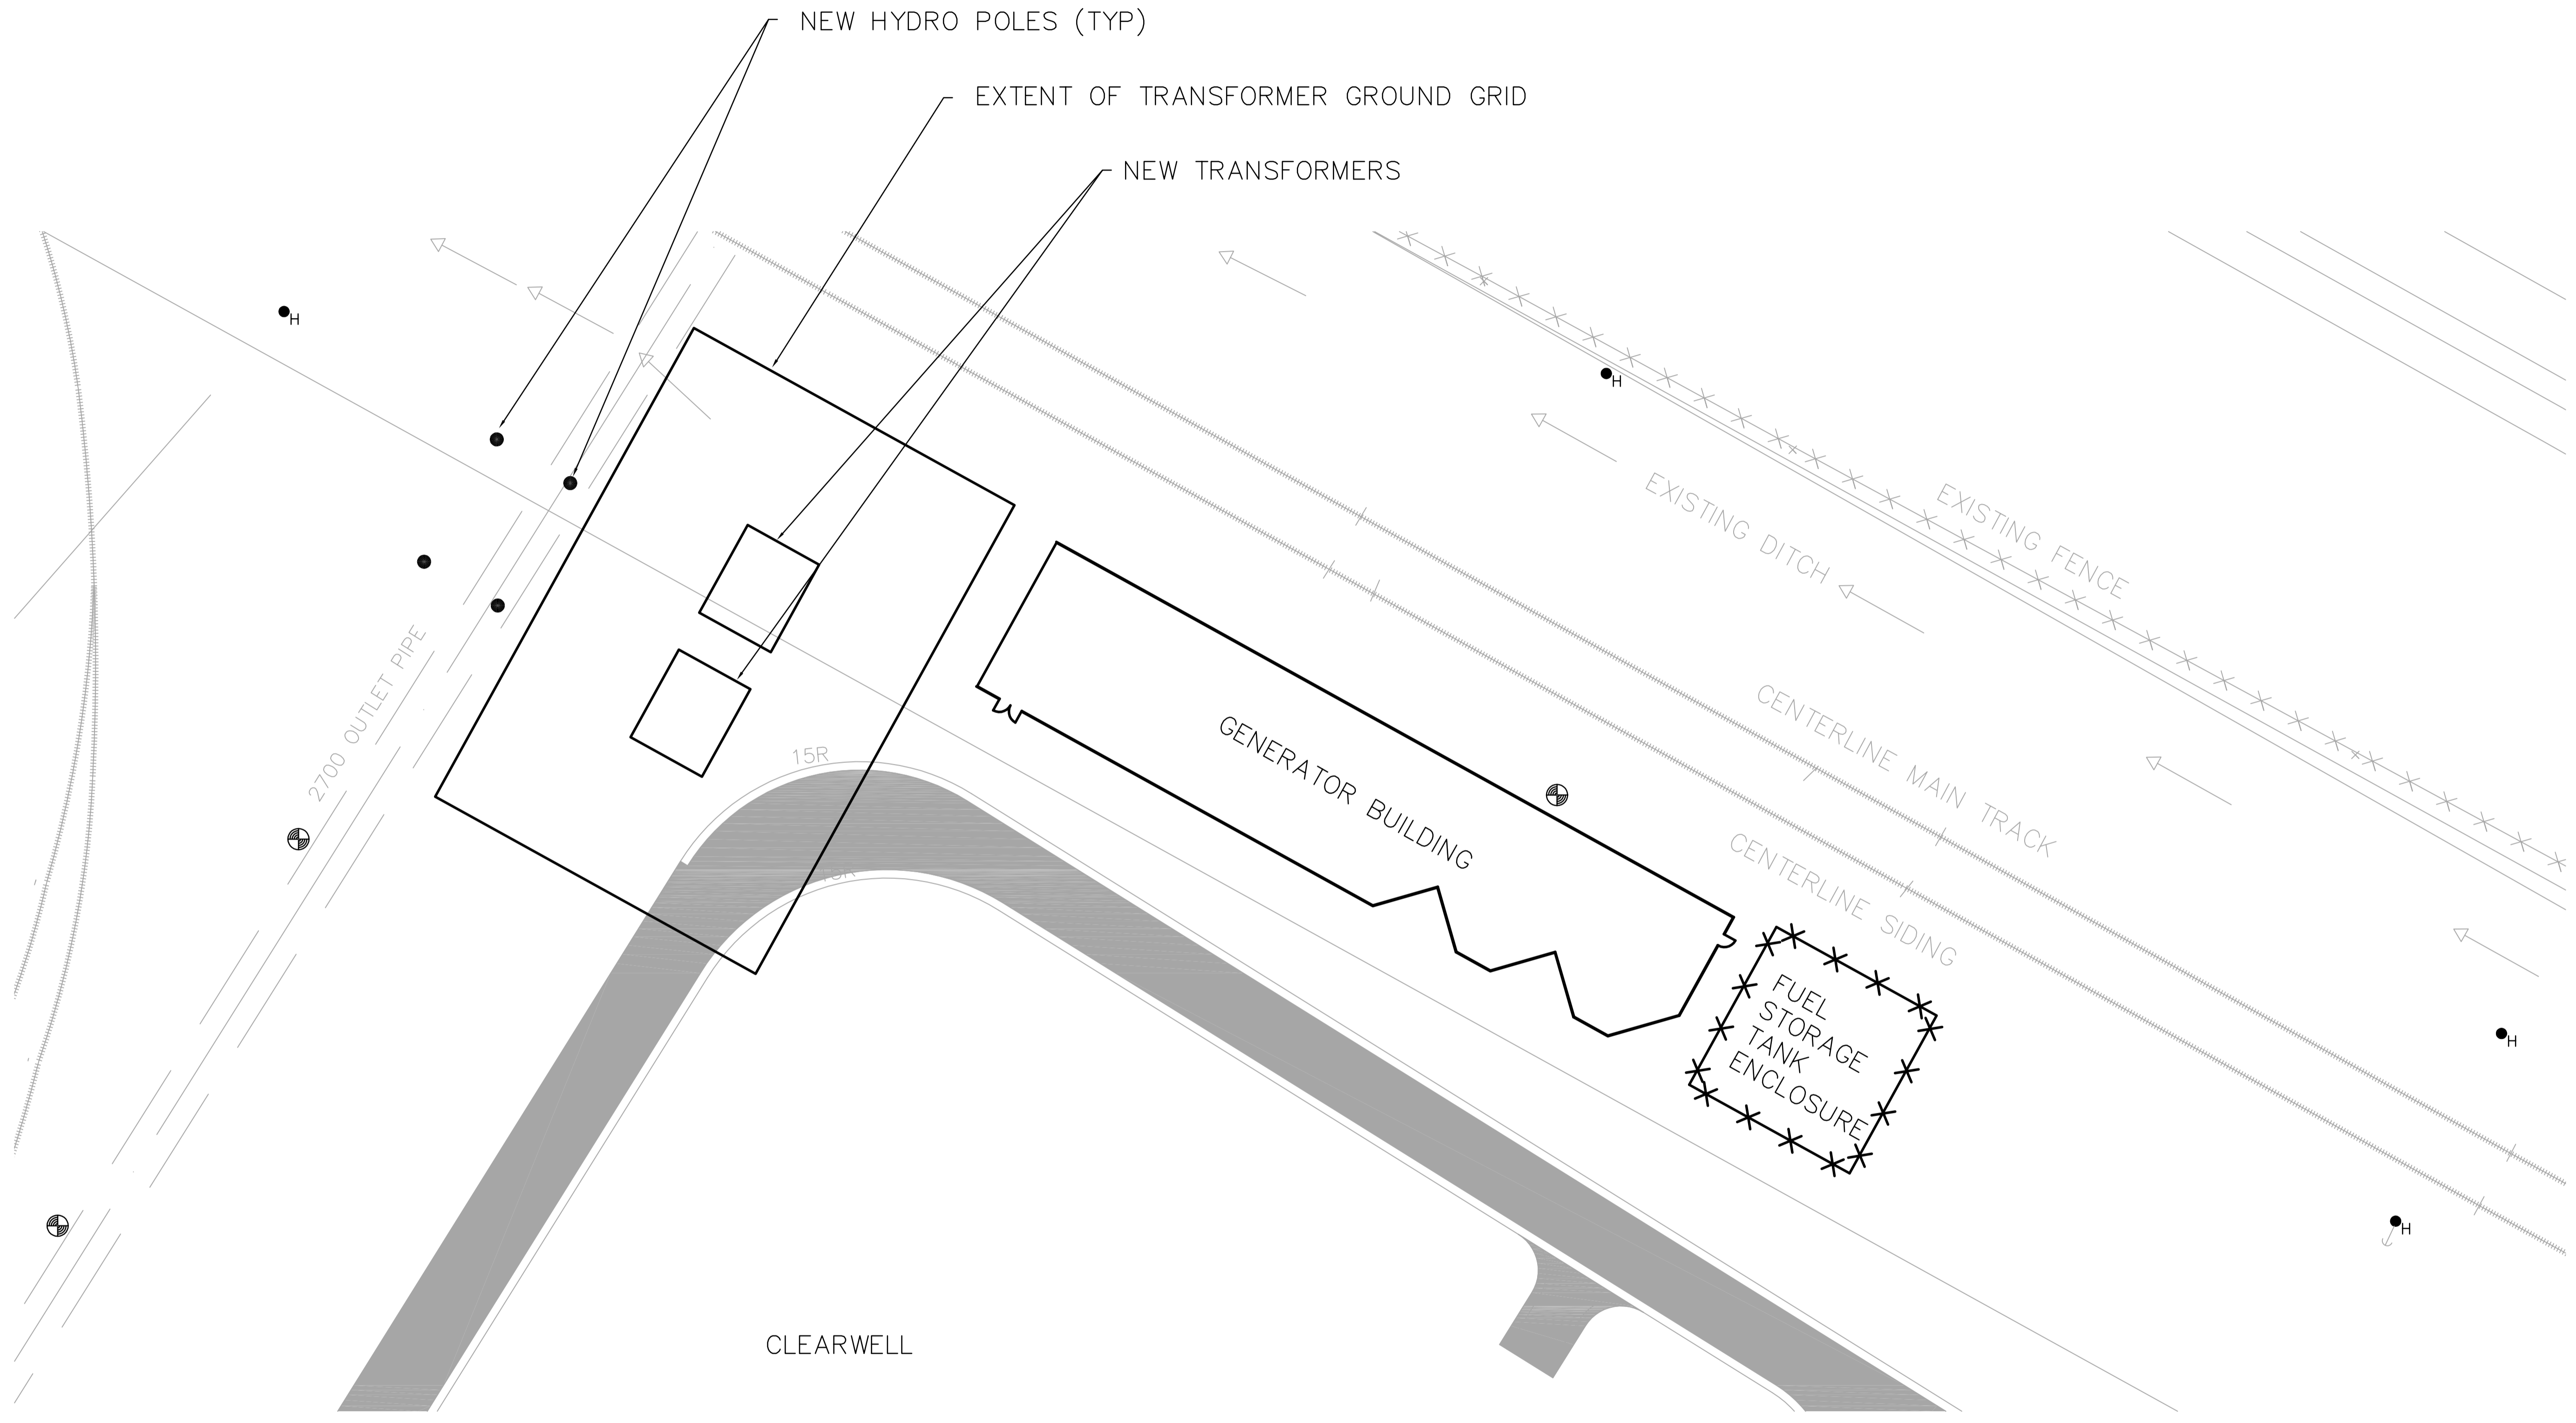 NEW HYDRO POLES (TYP)
EXTENT OF TRANSFORMER GROUND GRID
NEW TRANSFORMERS
H
H
EXISTING DITCH
EXISTING FENCE
2700 OUTLET PIPE
15R
GENERATOR BUILDING
CENTERLINE MAIN TRACK
CENTERLINE SIDING
FUEL
STORAGE
TANK
ENCLOSURE
H
H
CLEARWELL